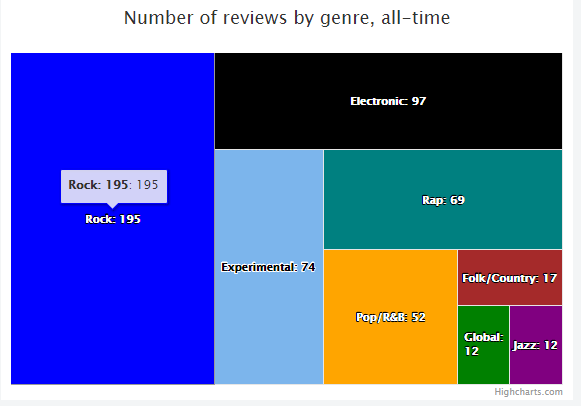 Number of reviews by genre, all-time
Electronic: 97
Rock: 195: 195
Rock: 195
Rap: 69
Experimental: 74
Folk/Country: 17
Pop/R&B: 52
Global:
12
Jazz: 12
Highcharts.com